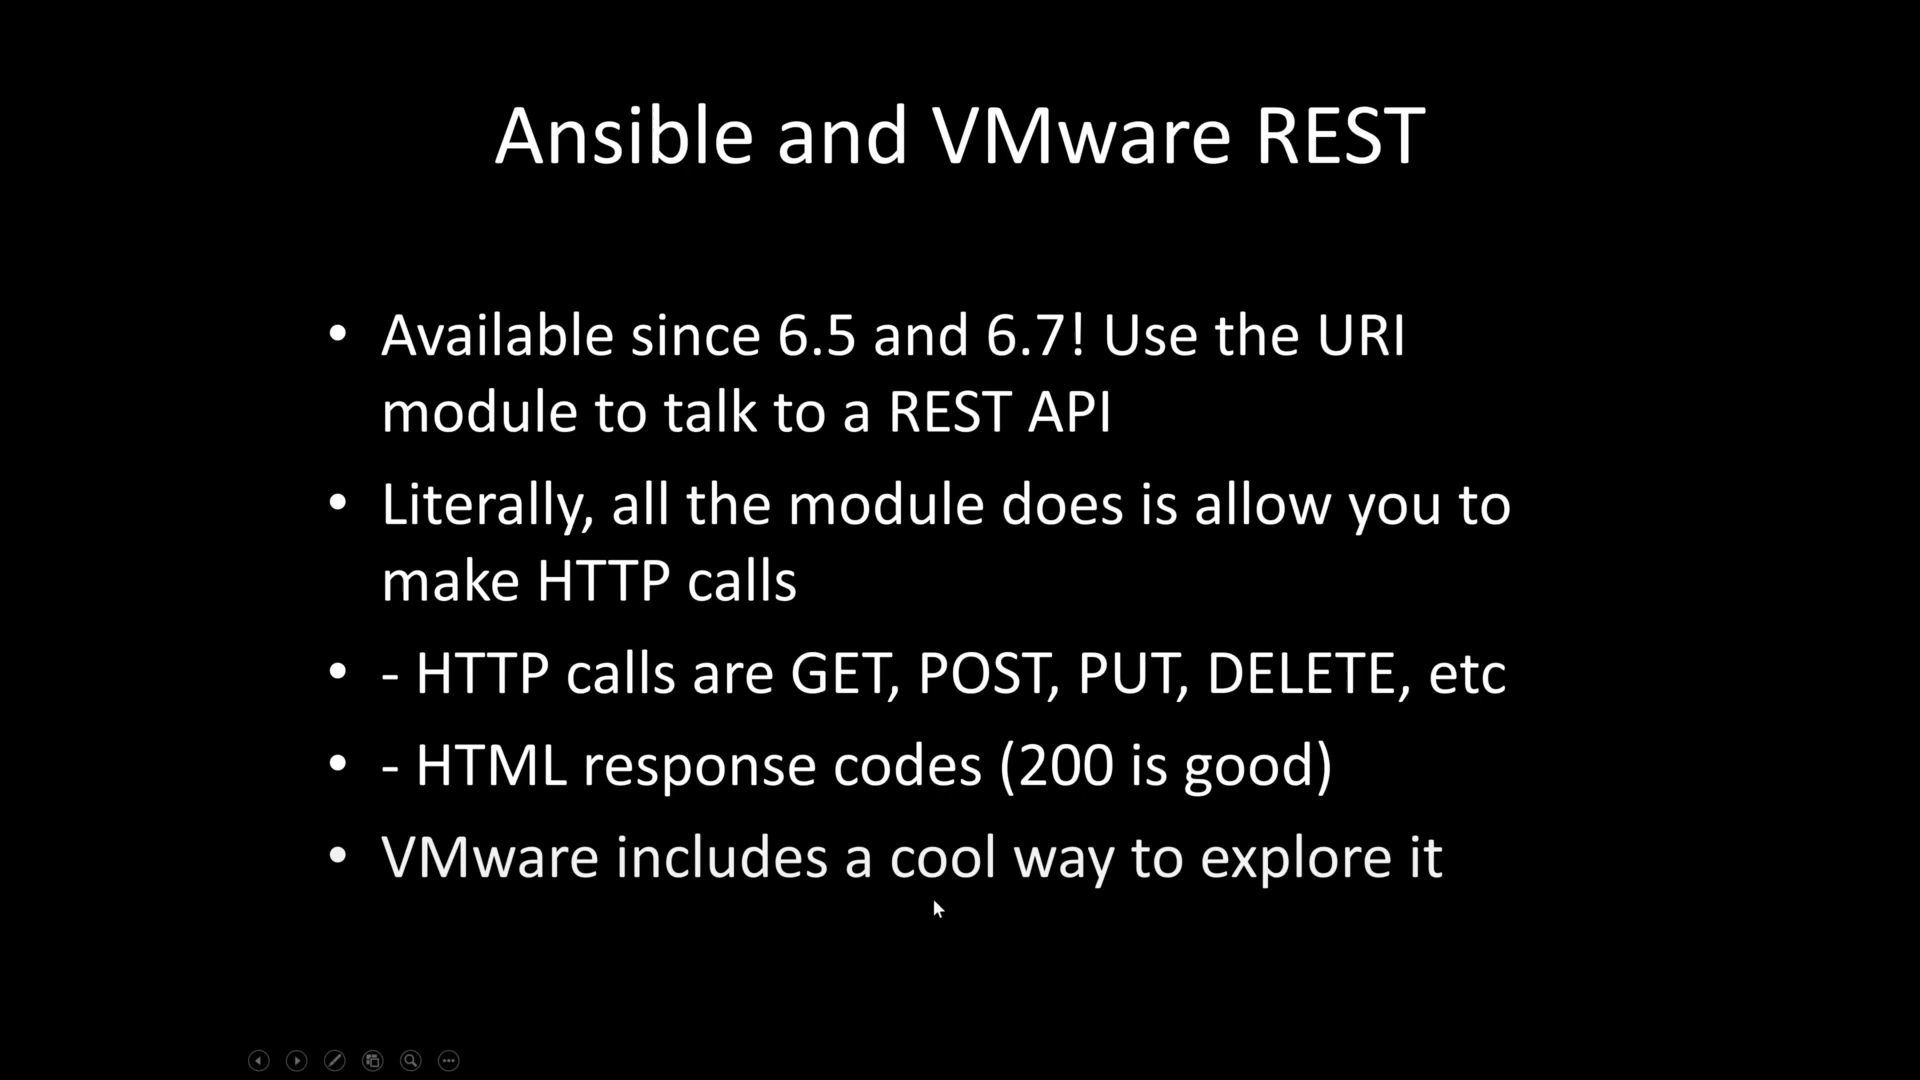 Ansible and VMware REST
• Available since 6.5 and 6.7! Use the URI
module to talk to a REST API
• Literally, all the module does is allow you to
make HTTP calls
• - HTTP calls are GET, POST, PUT, DELETE, etc
• - HTML response codes (200 is good)
• VMware includes a cool way to explore it